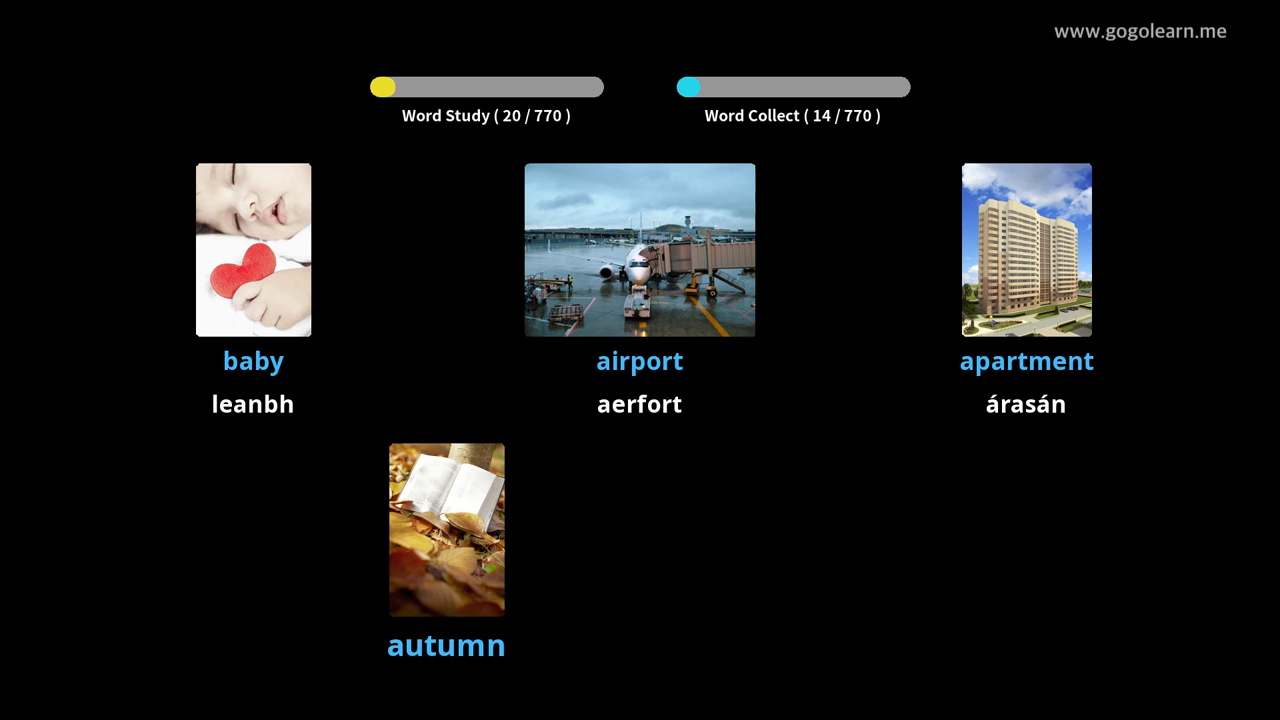 www.gogolearn.me
Word Study ( 20 / 770 )
Word Collect ( 14 / 770 )
baby
airport
apartment
leanbh
aerfort
árasán
autumn